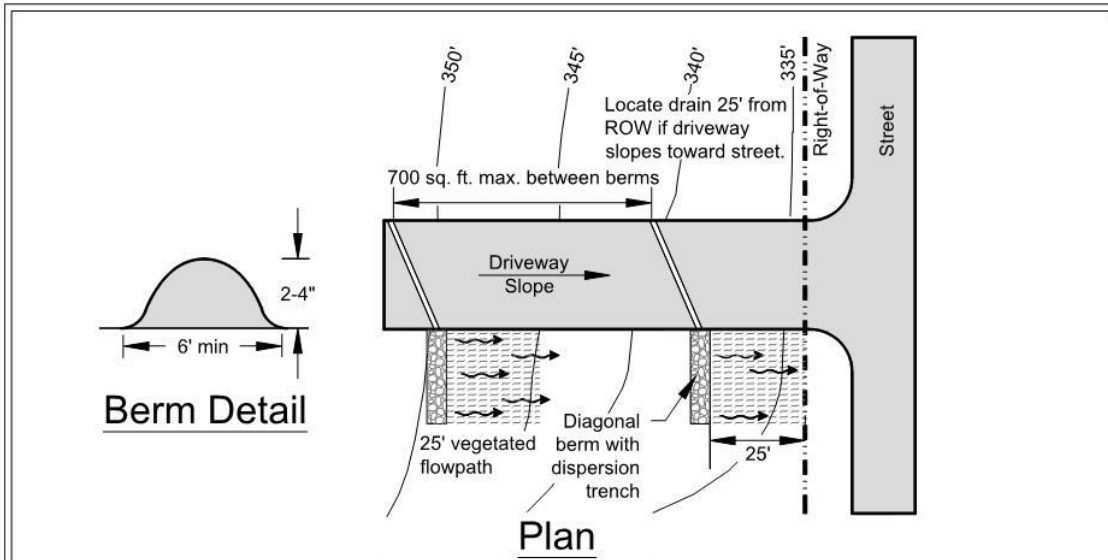 350'
345'
340'
335'
Right-of-Way
Street
Locate drain 25' from
ROW if driveway
slopes toward street.
700 sq. ft. max. between berms
Driveway
Slope
2-4"
6' min
Berm Detail
25' vegetated
flowpath
Diagonal
berm with
dispersion
trench
25'
Plan